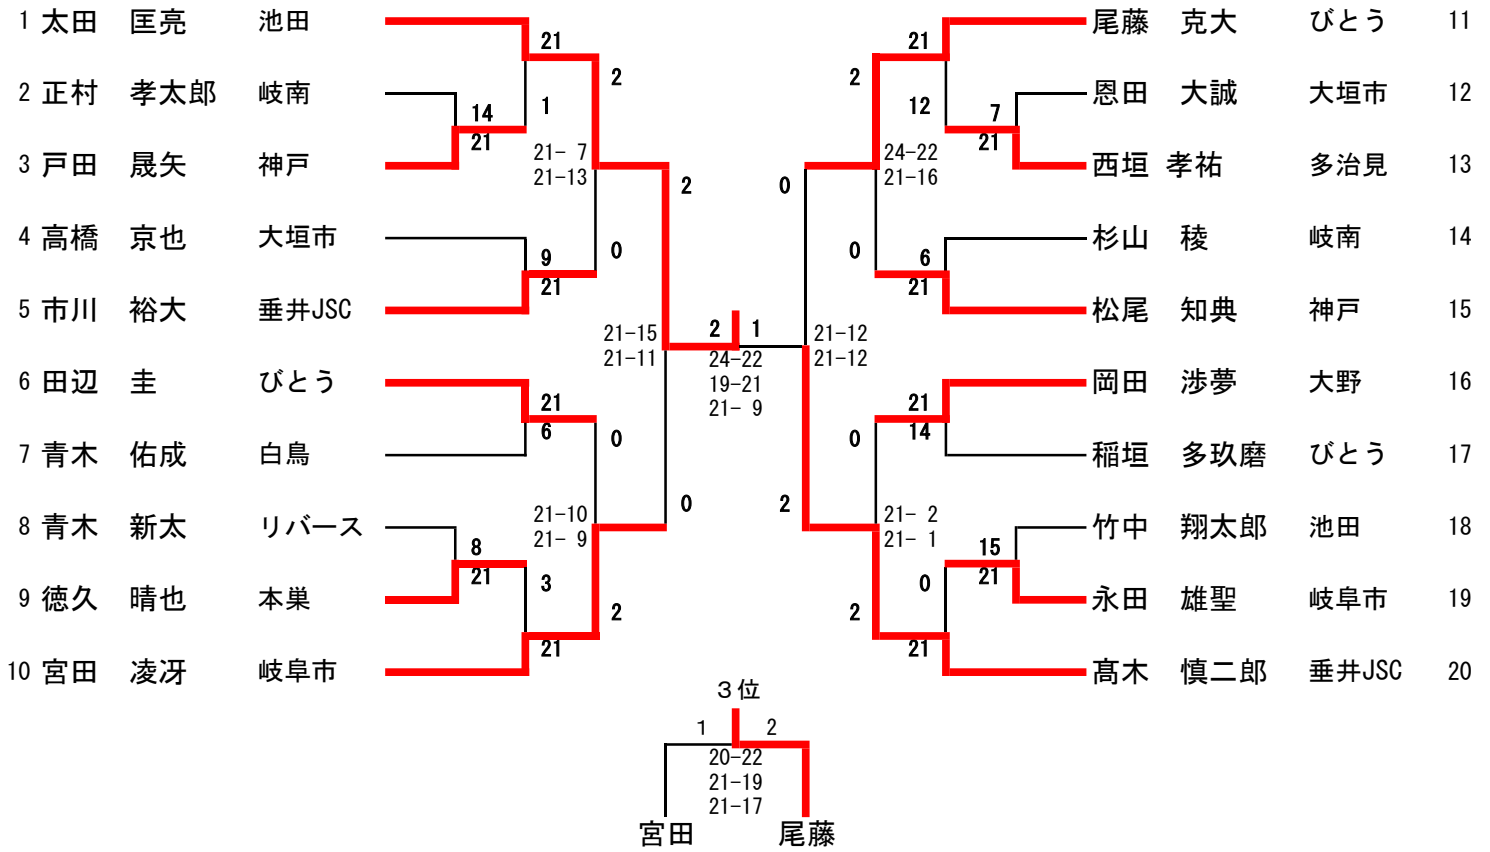 1 太田 匡亮 池田
2 正村 孝太郎 岐南
3 戸田 晟矢 神戸
4 高橋 京也 大垣市
5 市川 裕大 垂井JSC
6 田辺 圭 びとう
7 青木 佑成 白鳥
8 青木 新太 リバース
9 徳久 晴也 本巣
10 宮田 凌冴 岐阜市
21
1
14
21
2
21- 7
21-13
0
9
21
2
21-15
21-11
21
6
0
21-10
21- 9
0
8
21
3
21
2
2 1
24-22
19-21
21- 9
尾藤 克大 びとう 11
恩田 大誠 大垣市 12
西垣 孝祐 多治見 13
杉山 稜 岐南 14
松尾 知典 神戸 15
岡田 渉夢 大野 16
稲垣 多玖磨 びとう 17
竹中 翔太郎 池田 18
永田 雄聖 岐阜市 19
髙木 慎二郎 垂井JSC 20
21
12
7
21
2
24-22
21-16
0
0
6
21
21-12
21-12
21
14
0
21- 2
21- 1
2
15
21
0
21
2
３位
1 2
20-22
21-19
21-17
宮田 尾藤